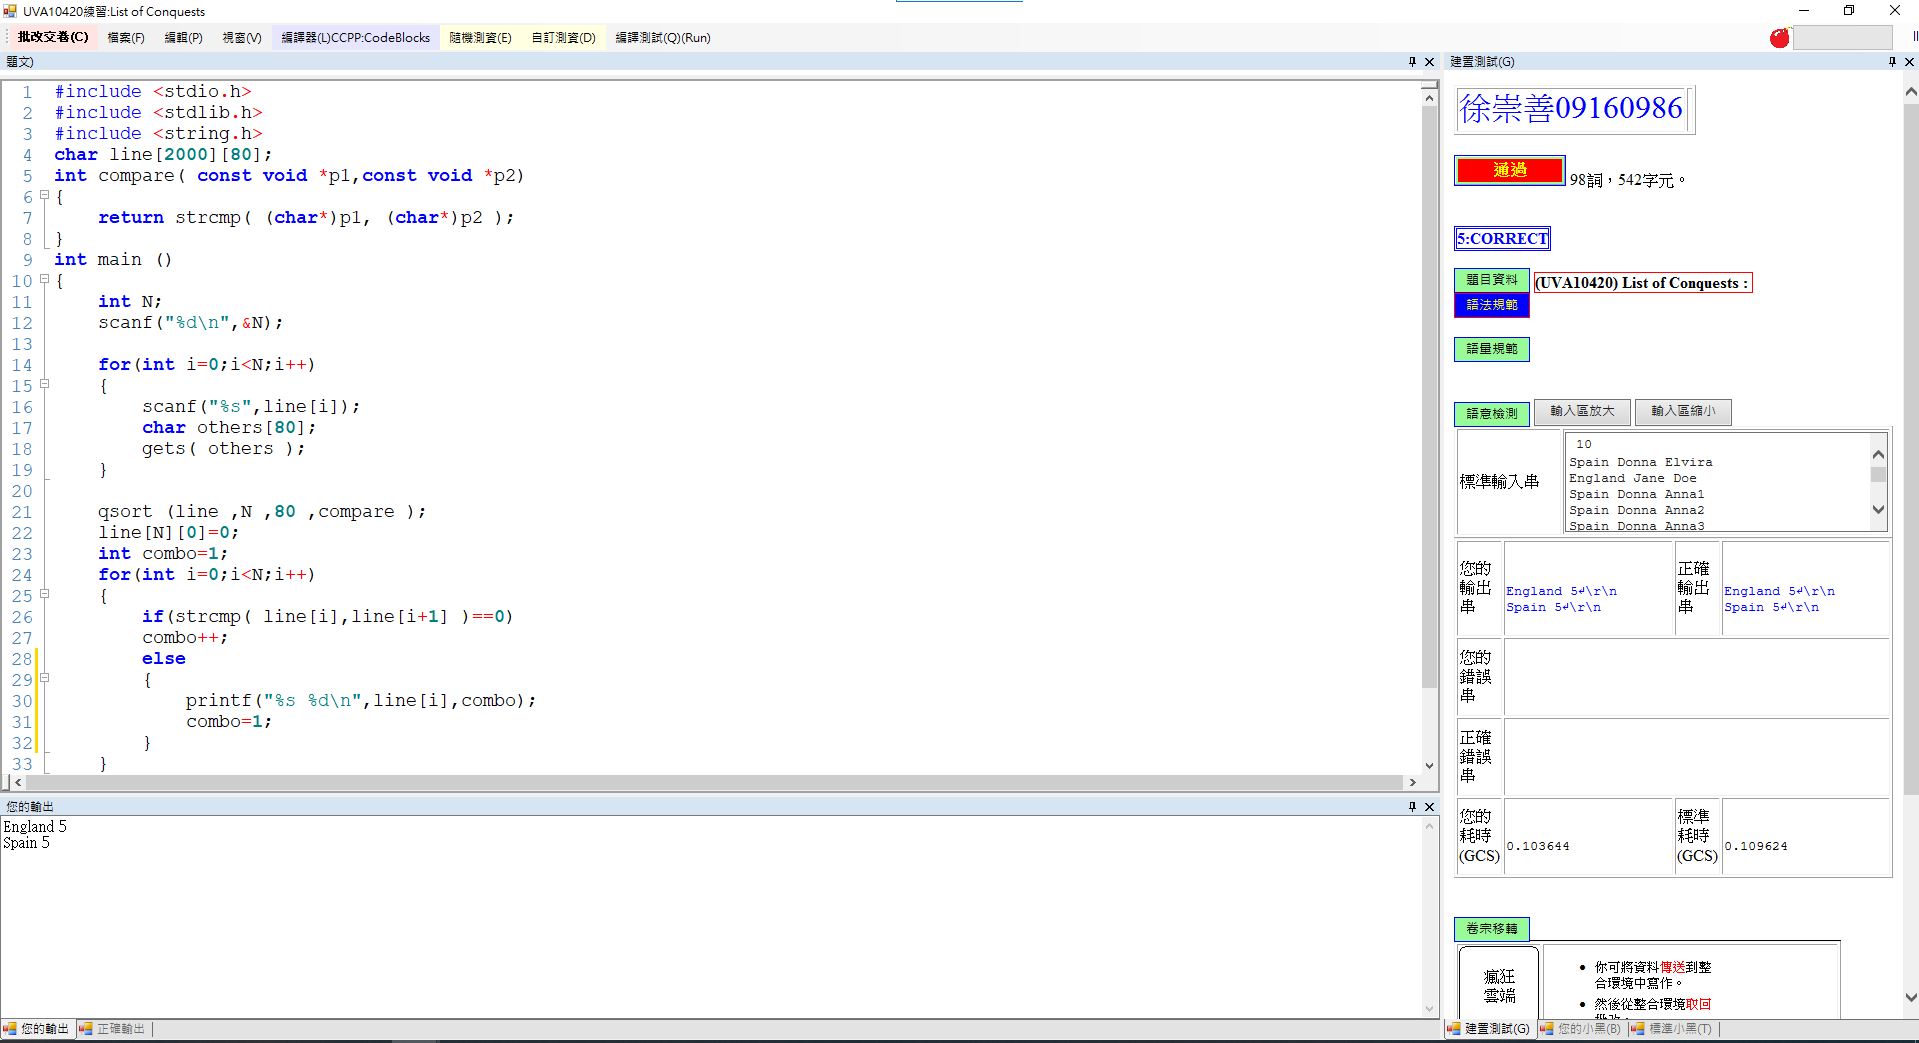 UVA10420練習:List of Conquests
批改交卷(C) 檔案(F) 編輯(P) 視窗(V) 編譯器(L)CCPP:CodeBlocks 隨機測資(E) 自訂測資(D) 編譯測試(Q)(Run)
題文)
1 #include <stdio.h>
2 #include <stdlib.h>
3 #include <string.h>
4 char line[2000][80];
5 int compare( const void *p1,const void *p2)
6 {
7 return strcmp( (char*)p1, (char*)p2 );
8 }
9 int main ()
10 {
11 int N;
12 scanf("%d\n",&N);
13
14 for(int i=0;i<N;i++)
15 {
16 scanf("%s",line[i]);
17 char others[80];
18 gets( others );
19 }
20
21 qsort (line ,N ,80 ,compare );
22 line[N][0]=0;
23 int combo=1;
24 for(int i=0;i<N;i++)
25 {
26 if(strcmp( line[i],line[i+1] )==0)
27 combo++;
28 else
29 {
30 printf("%s %d\n",line[i],combo);
31 combo=1;
32 }
33 }
您的輸出
England 5
Spain 5
您的輸出 正確輸出
建置測試(G)
徐崇善09160986
通過 98詞，542字元。
5:CORRECT
題目資料 (UVA10420) List of Conquests :
語法規範
語量規範
語意檢測 輸入區放大 輸入區縮小
標準輸入串
10
Spain Donna Elvira
England Jane Doe
Spain Donna Anna1
Spain Donna Anna2
Spain Donna Anna3
您的
輸出
串
England 5↵\r\n
Spain 5↵\r\n
正確
輸出
串
England 5↵\r\n
Spain 5↵\r\n
您的
錯誤
串
正確
錯誤
串
您的
耗時
(GCS)
0.103644
標準
耗時
(GCS)
0.109624
卷宗移轉
瘋狂
雲端
• 你可將資料傳送到整
合環境中寫作。
• 然後從整合環境取回
建置測試(G) 您的小黑(B) 標準小黑(T)